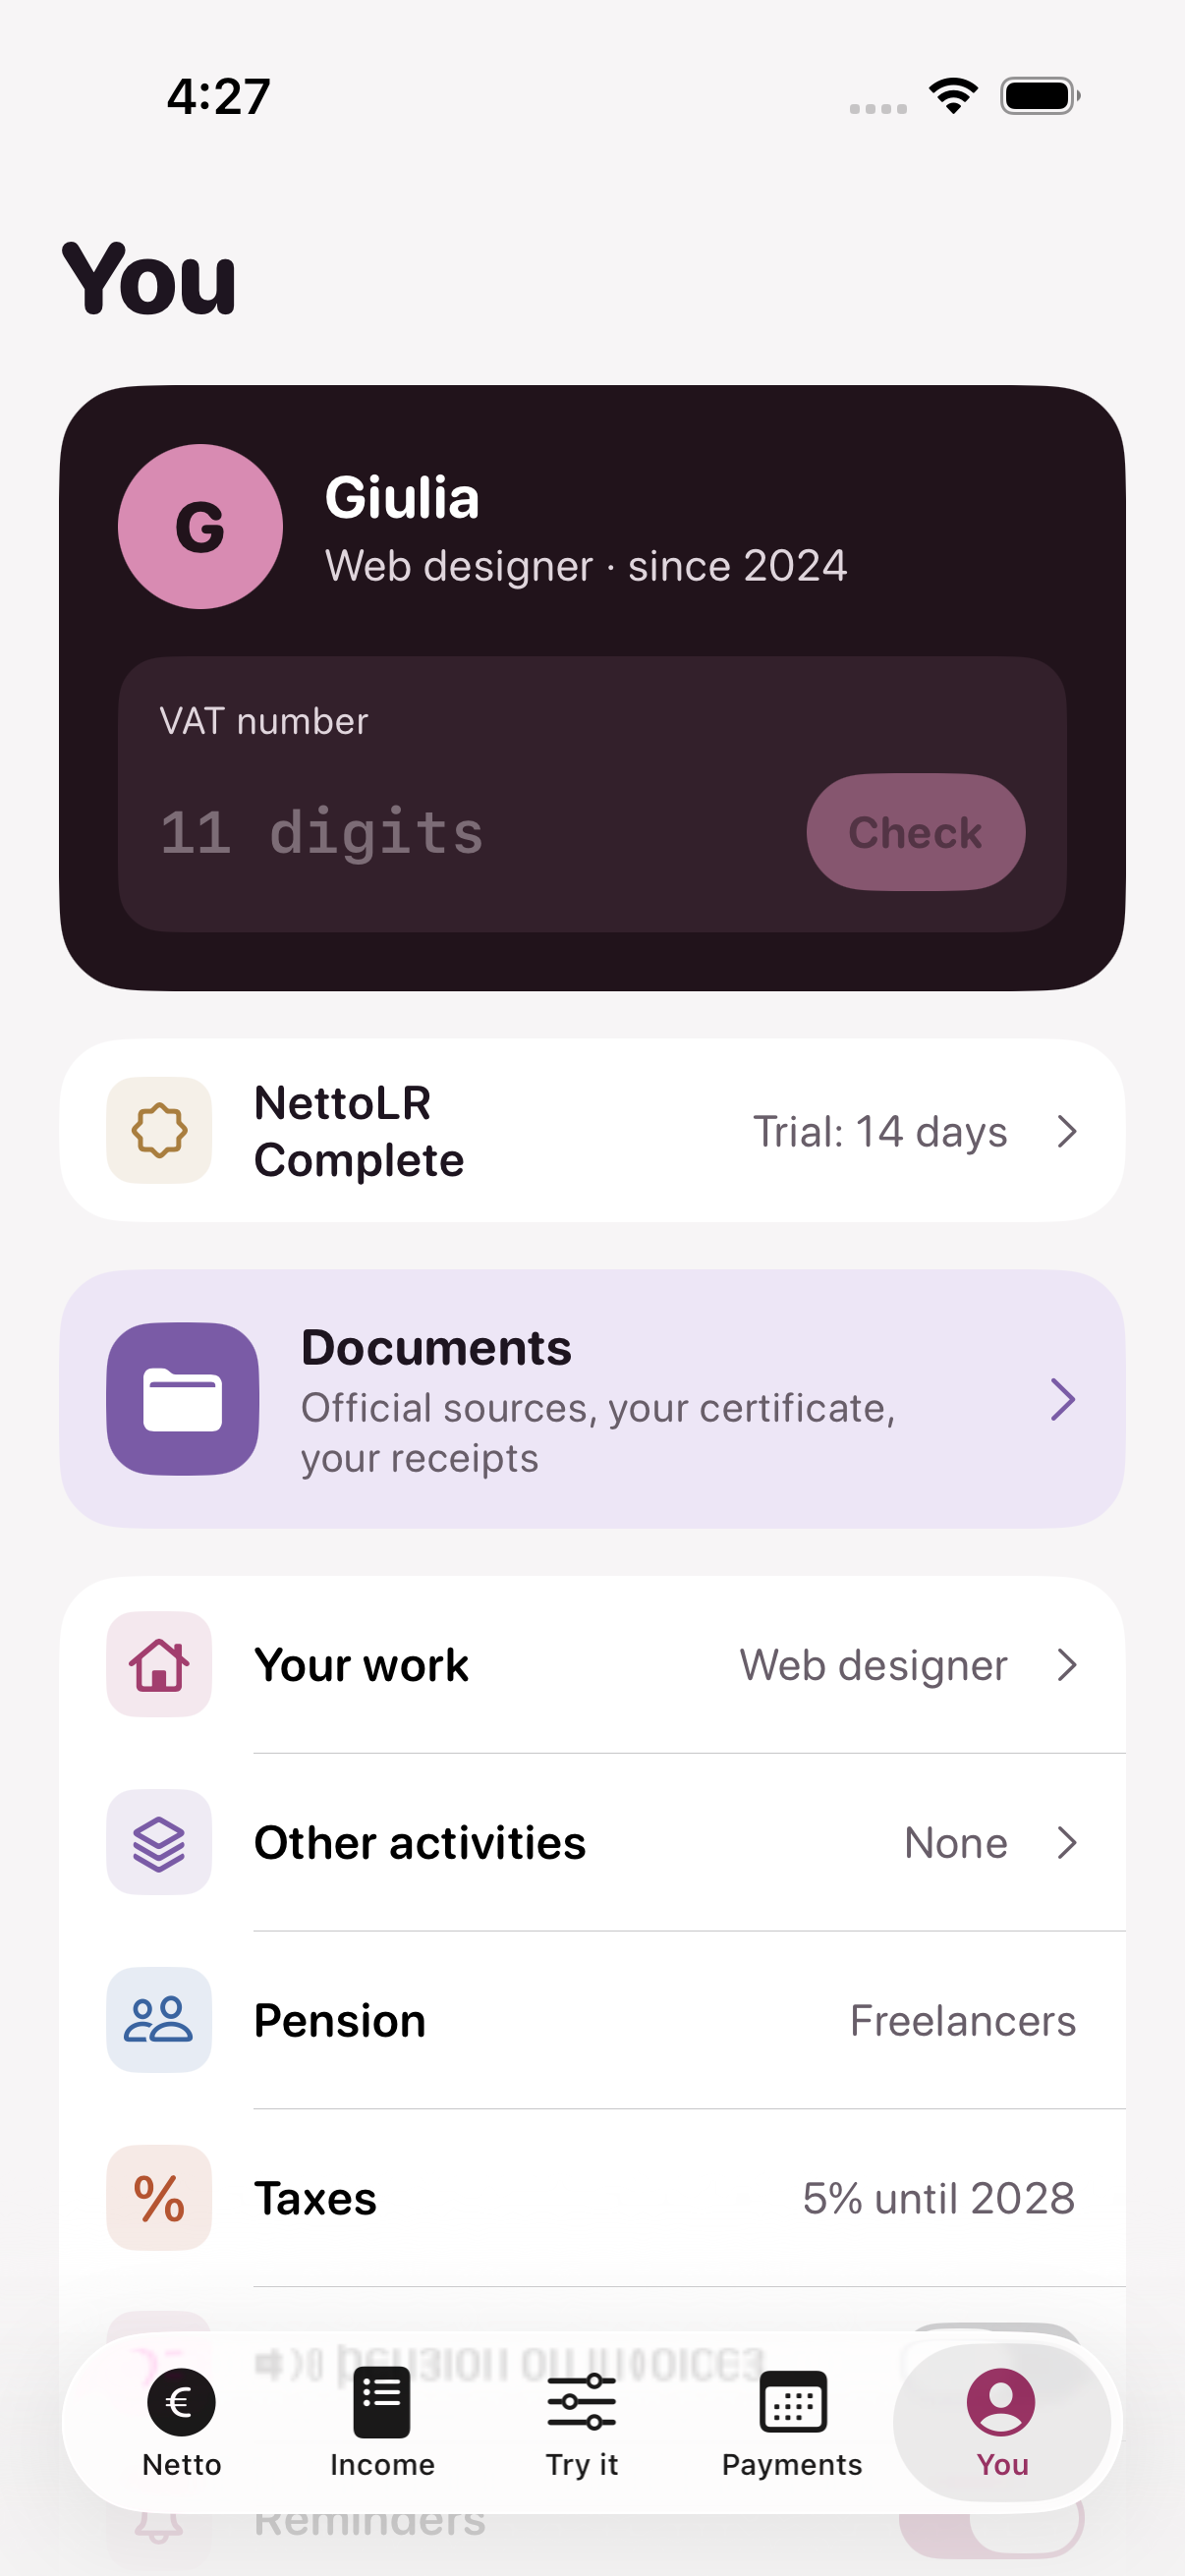 4:27
You
G
Giulia
Web designer · since 2024
VAT number
11 digits
Check
NettoLR
Complete
Trial: 14 days
Documents
Official sources, your certificate,
your receipts
Your work
Web designer
Other activities
None
Pension
Freelancers
%
Taxes
5% until 2028
€
Netto
Income
Try it
Payments
You
Reminders